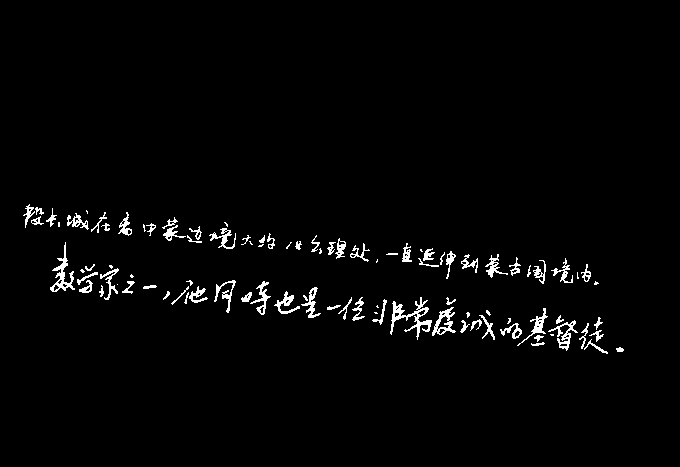 段长城在离中蒙边境大约18公理处,一直延伸到蒙古国境内。
数学家之一,他同时也是一位非常虔诚的基督徒。